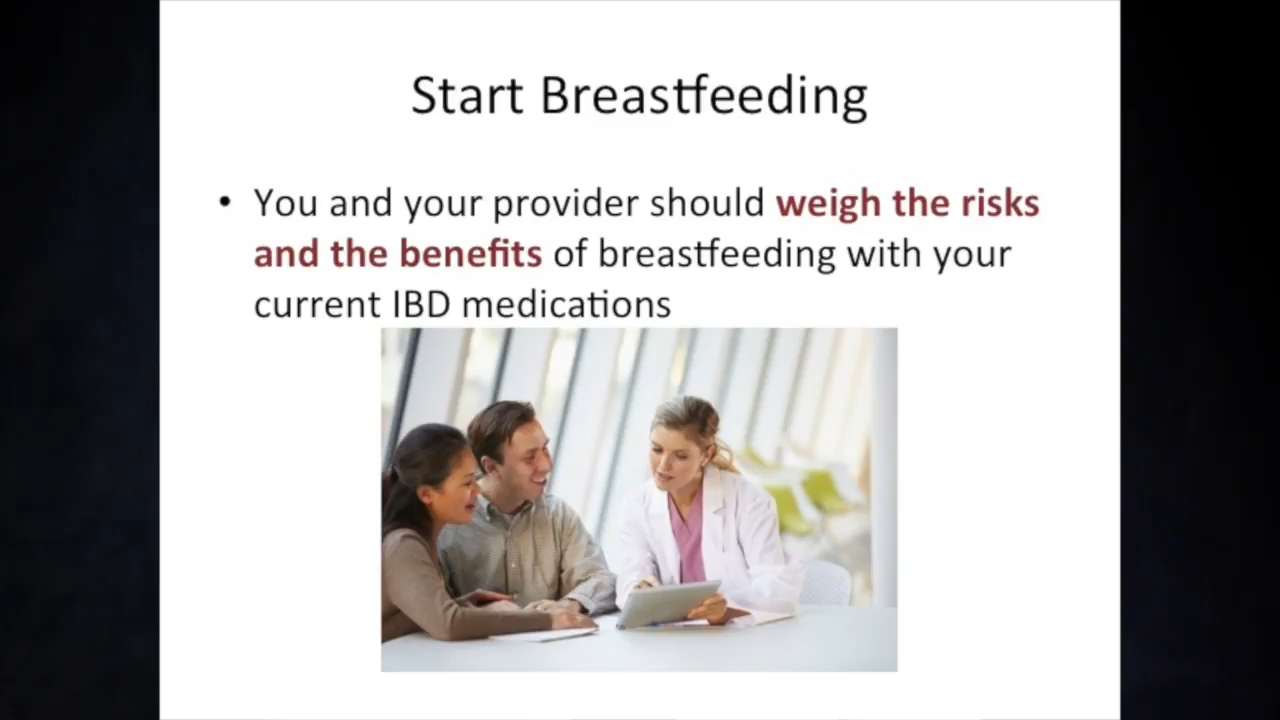 Start Breastfeeding
• You and your provider should weigh the risks
and the benefits of breastfeeding with your
current IBD medications